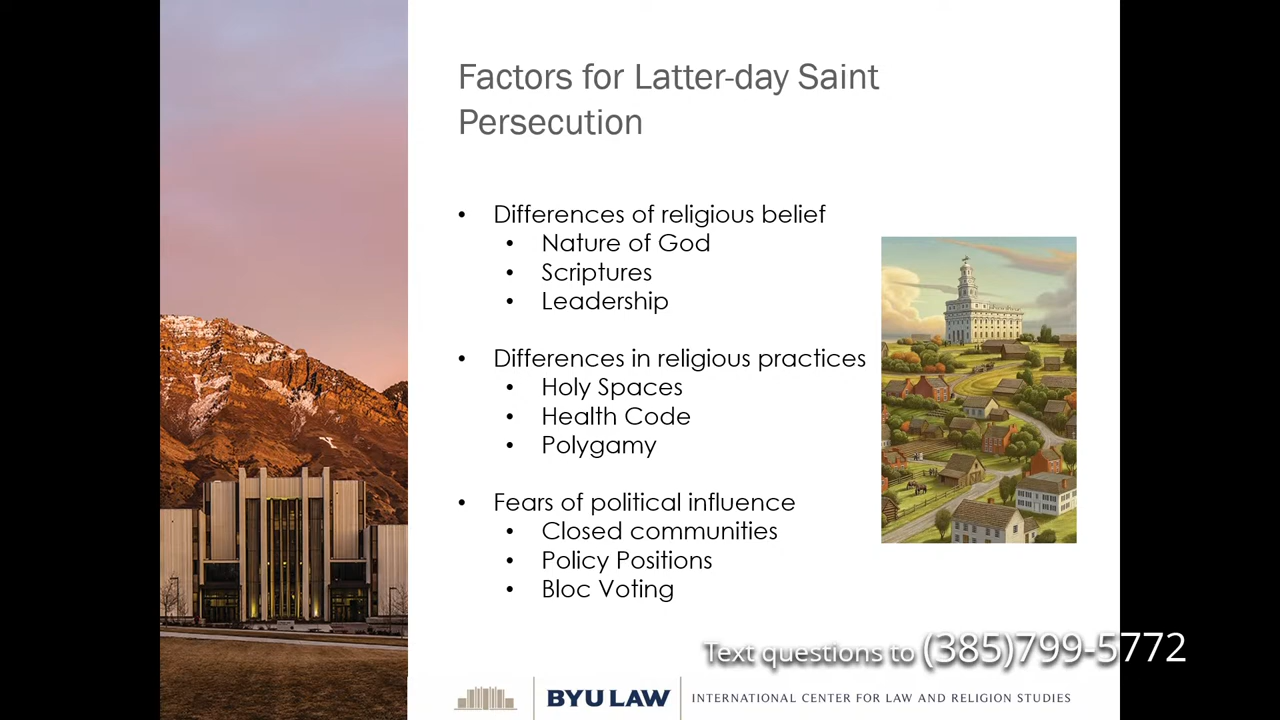 Factors for Latter-day Saint
Persecution
• Differences of religious belief
• Nature of God
• Scriptures
• Leadership
• Differences in religious practices
• Holy Spaces
• Health Code
• Polygamy
• Fears of political influence
• Closed communities
• Policy Positions
• Bloc Voting
Text questions to (385)799-5772
BYU LAW INTERNATIONAL CENTER FOR LAW AND RELIGION STUDIES